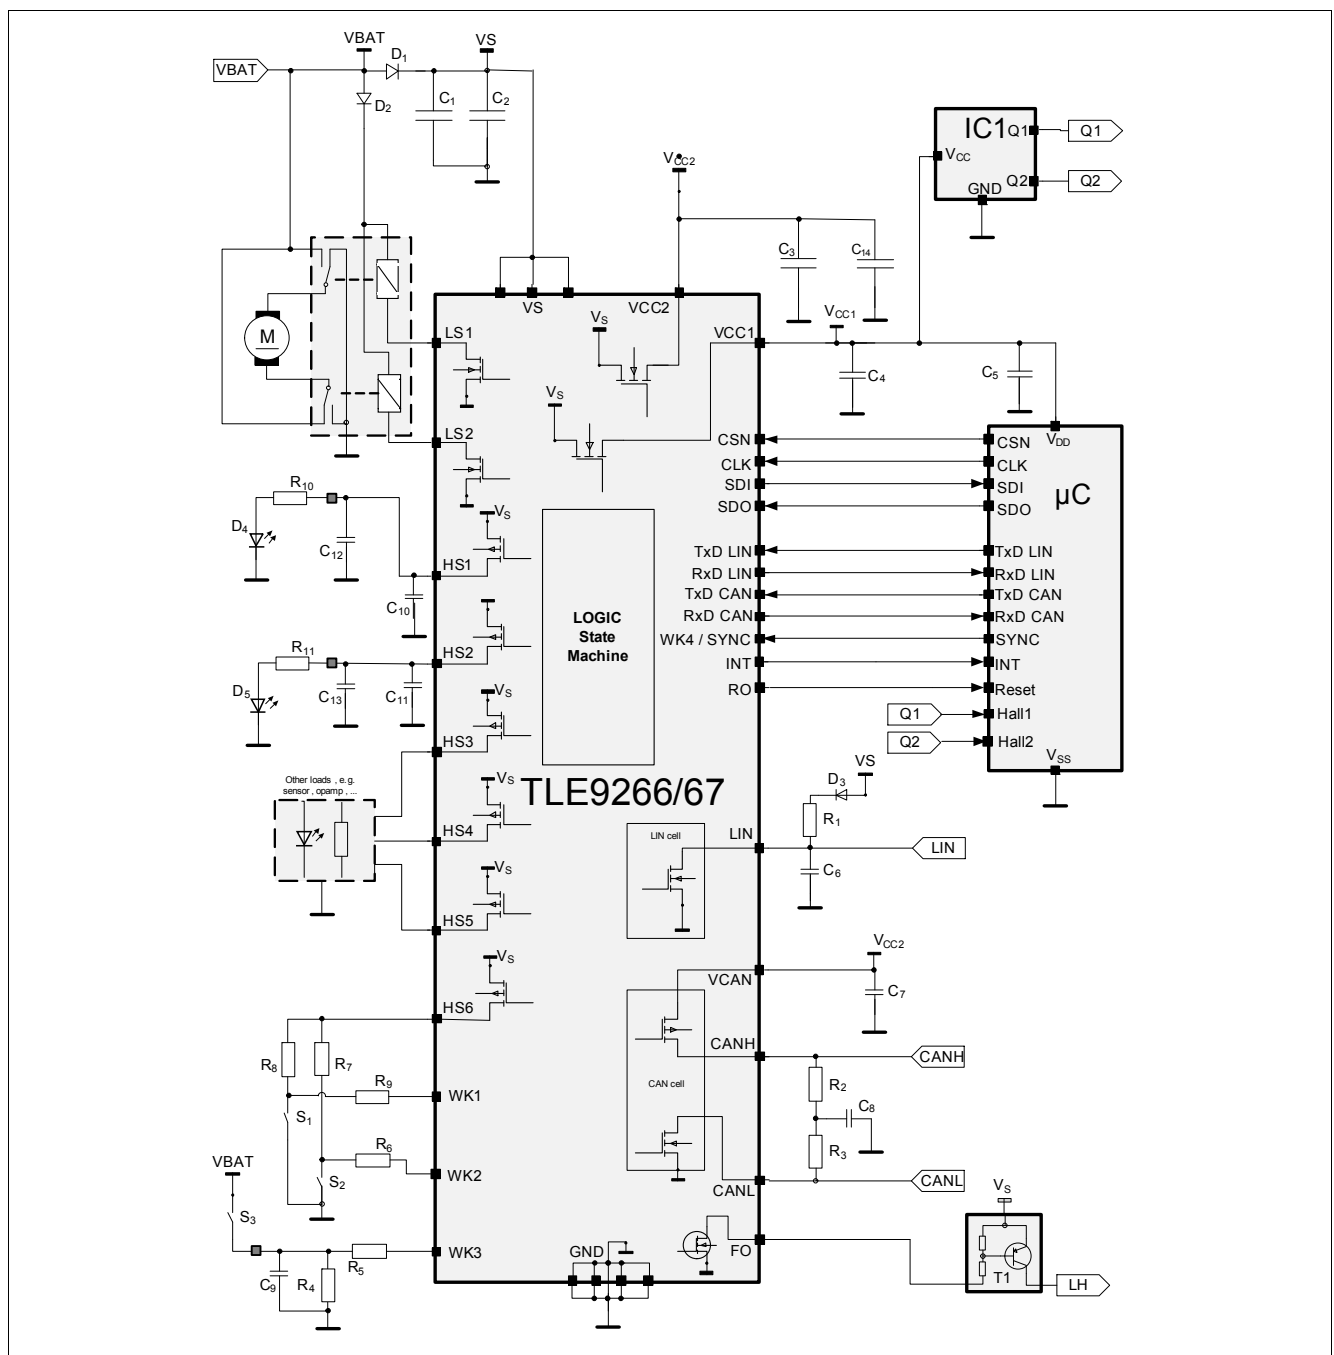 VBAT
VS
VBAT
D1
D2
C1
C2
IC1
Q1
Q1
VCC
Q2
Q2
GND
VCC2
C3
C14
VS
VCC2
VCC1
LS1
VS
VCC1
C4
C5
M
VS
LS2
CSN
CLK
SDI
SDO
TxD LIN
RxD LIN
TxD CAN
RxD CAN
WK4 / SYNC
INT
RO
VDD
CSN
CLK
SDI
SDO
µC
TxD LIN
RxD LIN
TxD CAN
RxD CAN
SYNC
INT
Reset
Hall1
Hall2
VSS
Q1
Q2
R10
D4
C12
HS1
VS
C10
LOGIC
State
Machine
R11
D5
C13
C11
HS2
VS
HS3
VS
Other loads , e.g.
sensor , opamp , ...
HS4
VS
HS5
VS
HS6
TLE9266/67
VS
D3
R1
LIN
LIN
C6
LIN cell
VCC2
VCAN
C7
CANH
CANH
CAN cell
R2
C8
R3
CANL
CANL
R8
R7
R9
WK1
S1
R6
WK2
S2
VBAT
S3
WK3
R5
C9
R4
GND
FO
VS
T1
LH